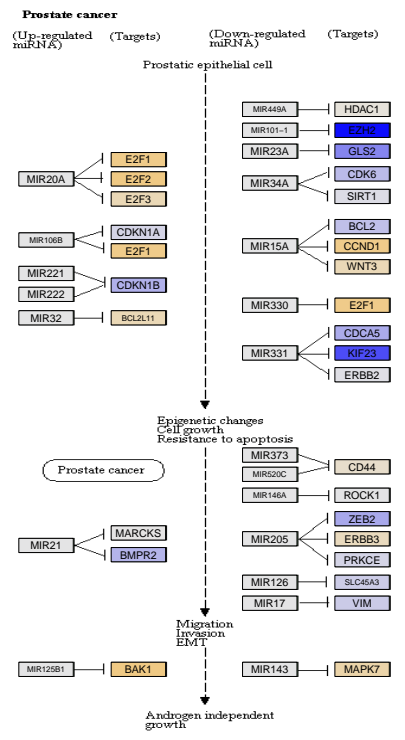 Prostate cancer
(Up-regulated
miRNA)
(Targets)
(Down-regulated
miRNA)
(Targets)
Prostatic epithelial cell
MIR449A
HDAC1
MIR101-1
EZH2
MIR23A
GLS2
MIR34A
CDK6
SIRT1
MIR20A
E2F1
E2F2
E2F3
MIR106B
CDKN1A
E2F1
MIR221
MIR222
CDKN1B
MIR32
BCL2L11
MIR15A
BCL2
CCND1
WNT3
MIR330
E2F1
MIR331
CDCA5
KIF23
ERBB2
Epigenetic changes
Cell growth
Resistance to apoptosis
Prostate cancer
MIR373
MIR520C
CD44
MIR146A
ROCK1
MIR21
MARCKS
BMPR2
MIR205
ZEB2
ERBB3
PRKCE
MIR126
SLC45A3
MIR17
VIM
Migration
Invasion
EMT
MIR125B1
BAK1
MIR143
MAPK7
Androgen independent
growth